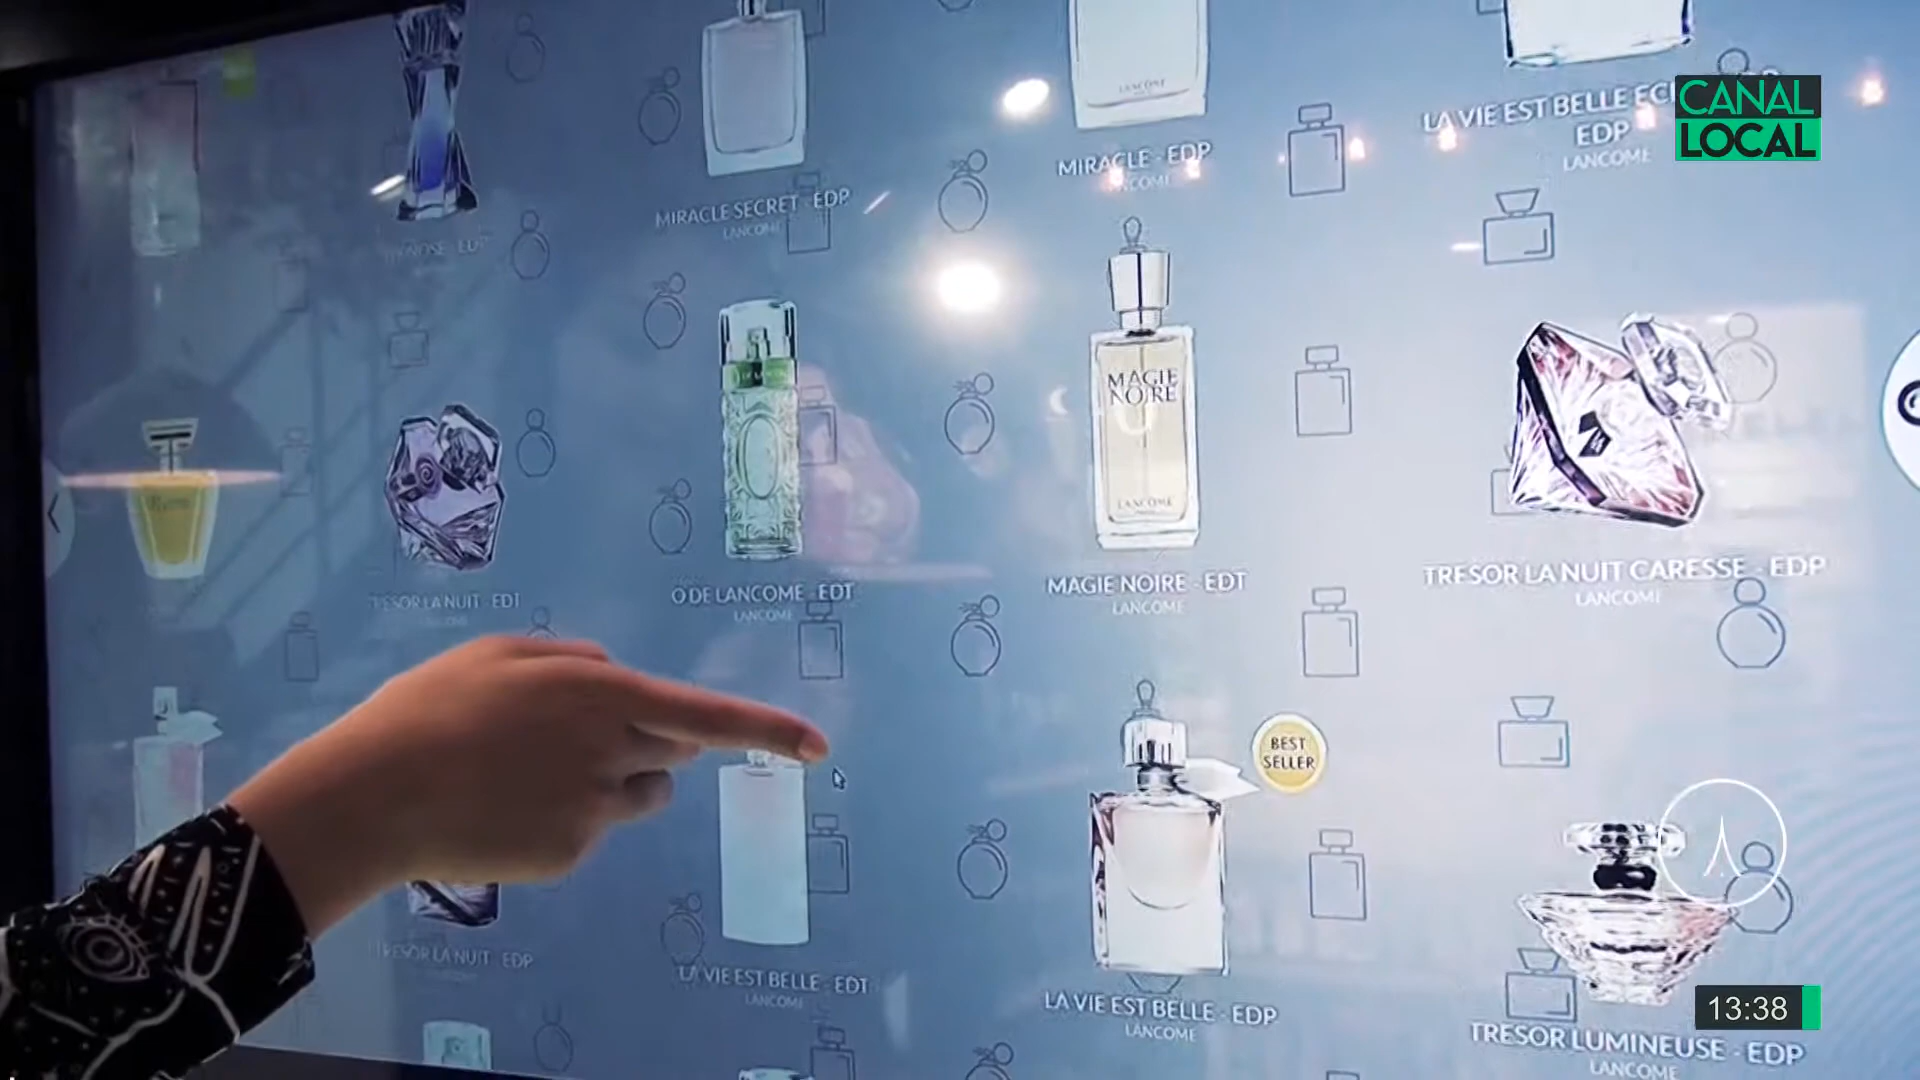 CANAL
LOCAL
LA VIE EST BELLE
EDP
LANCOME
LANCOME
MIRACLE - EDP
MIRACLE SECRET - EDP
LANCOME
MAGIE
NOIRE
LANCOME
TRESOR LA NUIT - EDT
O DE LANCOME - EDT
LANCOME
MAGIE NOIRE - EDT
LANCOME
TRESOR LA NUIT CARESSE - EDP
LANCOME
BEST
SELLER
TRESOR LA NUIT - EDP
LA VIE EST BELLE - EDT
LANCOME
LA VIE EST BELLE - EDP
LANCOME
TRESOR LUMINEUSE - EDP
LANCOME
13:38